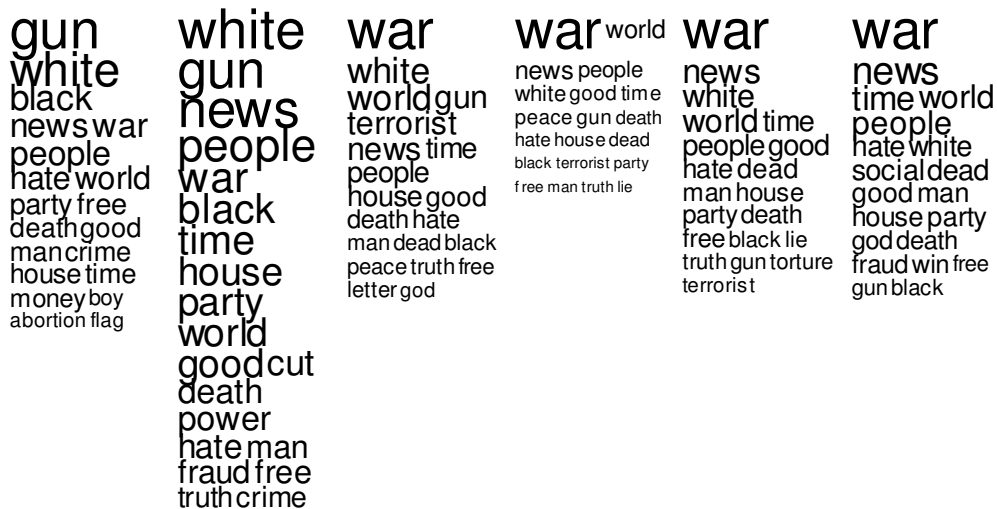 gun
white
black
news war
people
hate world
party free
death good
man crime
house time
money boy
abortion flag
white
gun
news
people
war
black
time
house
party
world
good cut
death
power
hate man
fraud free
truth crime
war
white
world gun
terrorist
news time
people
house good
death hate
man dead black
peace truth free
letter god
war world
news people
white good time
peace gun death
hate house dead
black terrorist party
free man truth lie
war
news
white
world time
people good
hate dead
man house
party death
free black lie
truth gun torture
terrorist
war
news
time world
people
hate white
social dead
good man
house party
god death
fraud win free
gun black